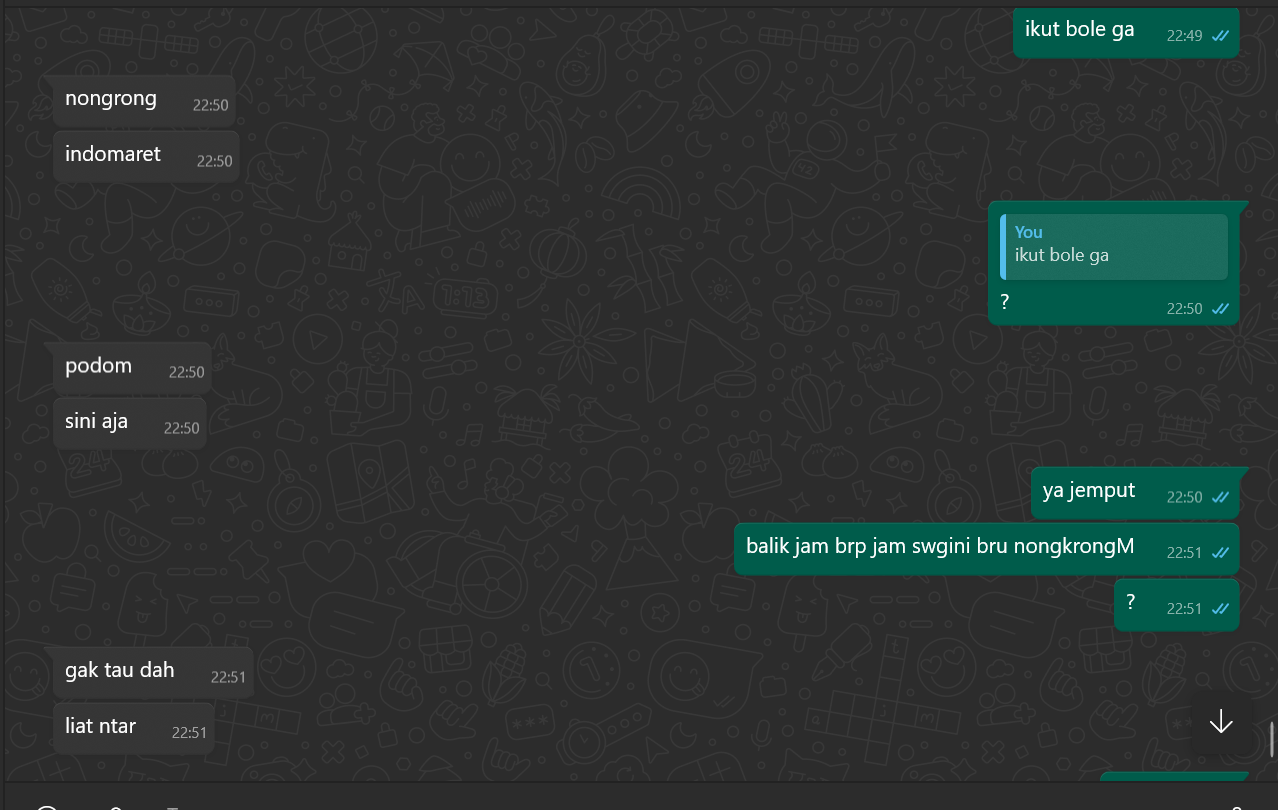 ikut bole ga 22:49
nongrong 22:50
indomaret 22:50
You
ikut bole ga
? 22:50
podom 22:50
sini aja 22:50
ya jemput 22:50
balik jam brp jam swgini bru nongkrongM 22:51
? 22:51
gak tau dah 22:51
liat ntar 22:51